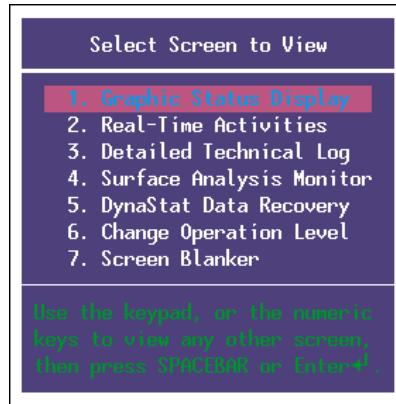 Select Screen to View
1. Graphic Status Display
2. Real-Time Activities
3. Detailed Technical Log
4. Surface Analysis Monitor
5. DynaStat Data Recovery
6. Change Operation Level
7. Screen Blanker
Use the keypad, or the numeric
keys to view any other screen,
then press SPACEBAR or Enter↵.